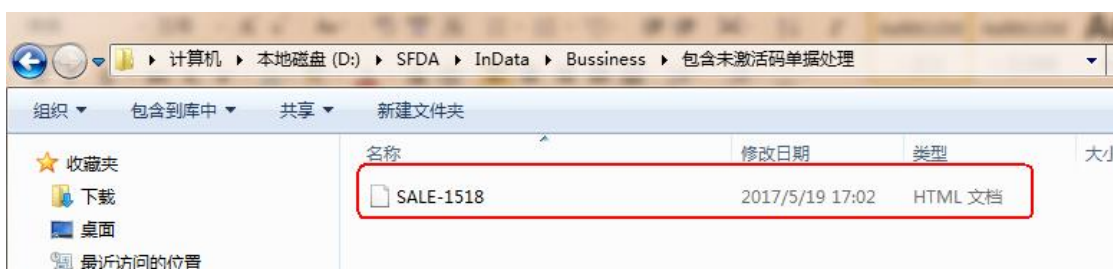 计算机 ▸ 本地磁盘 (D:) ▸ SFDA ▸ InData ▸ Bussiness ▸ 包含未激活码单据处理
组织 包含到库中 共享 新建文件夹
收藏夹
名称 修改日期 类型
下载
SALE-1518 2017/5/19 17:02 HTML 文档
桌面
最近访问的位置